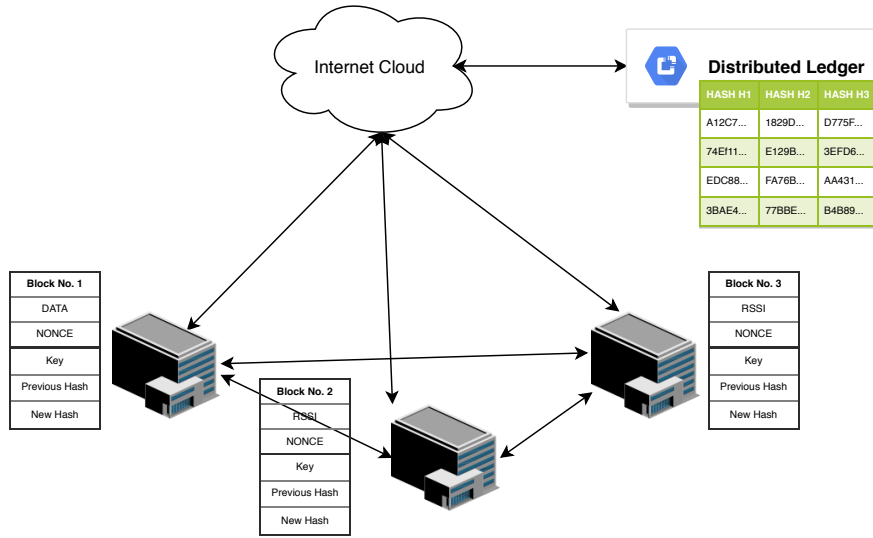 Internet Cloud
Distributed Ledger
HASH H1 HASH H2 HASH H3
A12C7... 1829D... D775F...
74Ef11... E129B... 3EFD6...
EDC88... FA76B... AA431...
3BAE4... 77BBE... B4B89...
Block No. 1
DATA
NONCE
Key
Previous Hash
New Hash
Block No. 2
RSSI
NONCE
Key
Previous Hash
New Hash
Block No. 3
RSSI
NONCE
Key
Previous Hash
New Hash